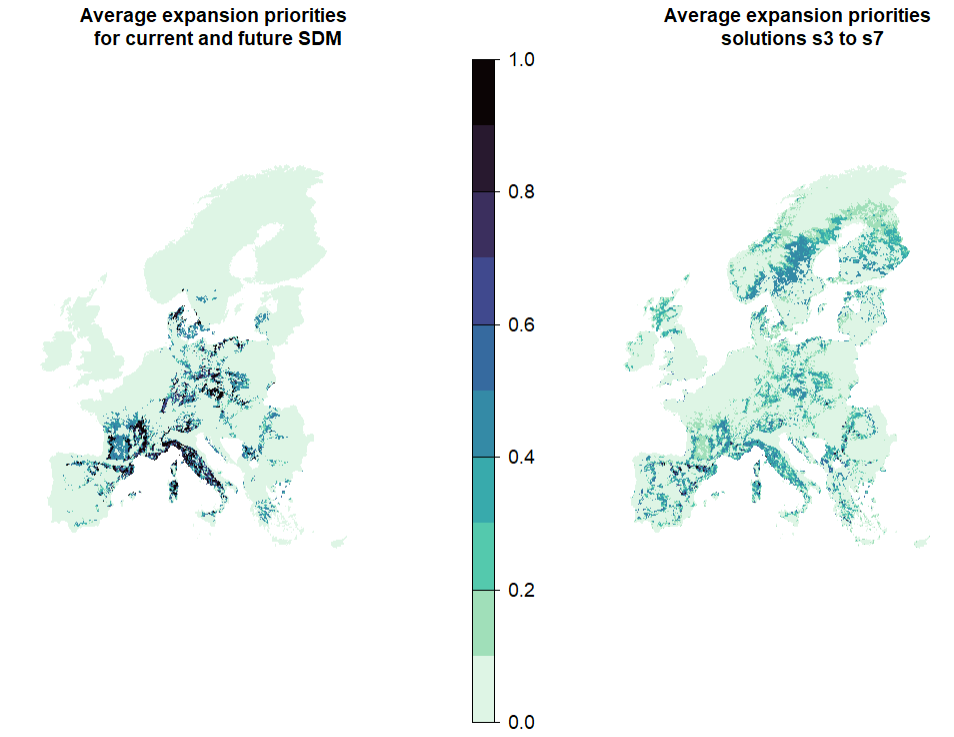 Average expansion priorities
for current and future SDM
Average expansion priorities
solutions s3 to s7
1.0
0.8
0.6
0.4
0.2
0.0